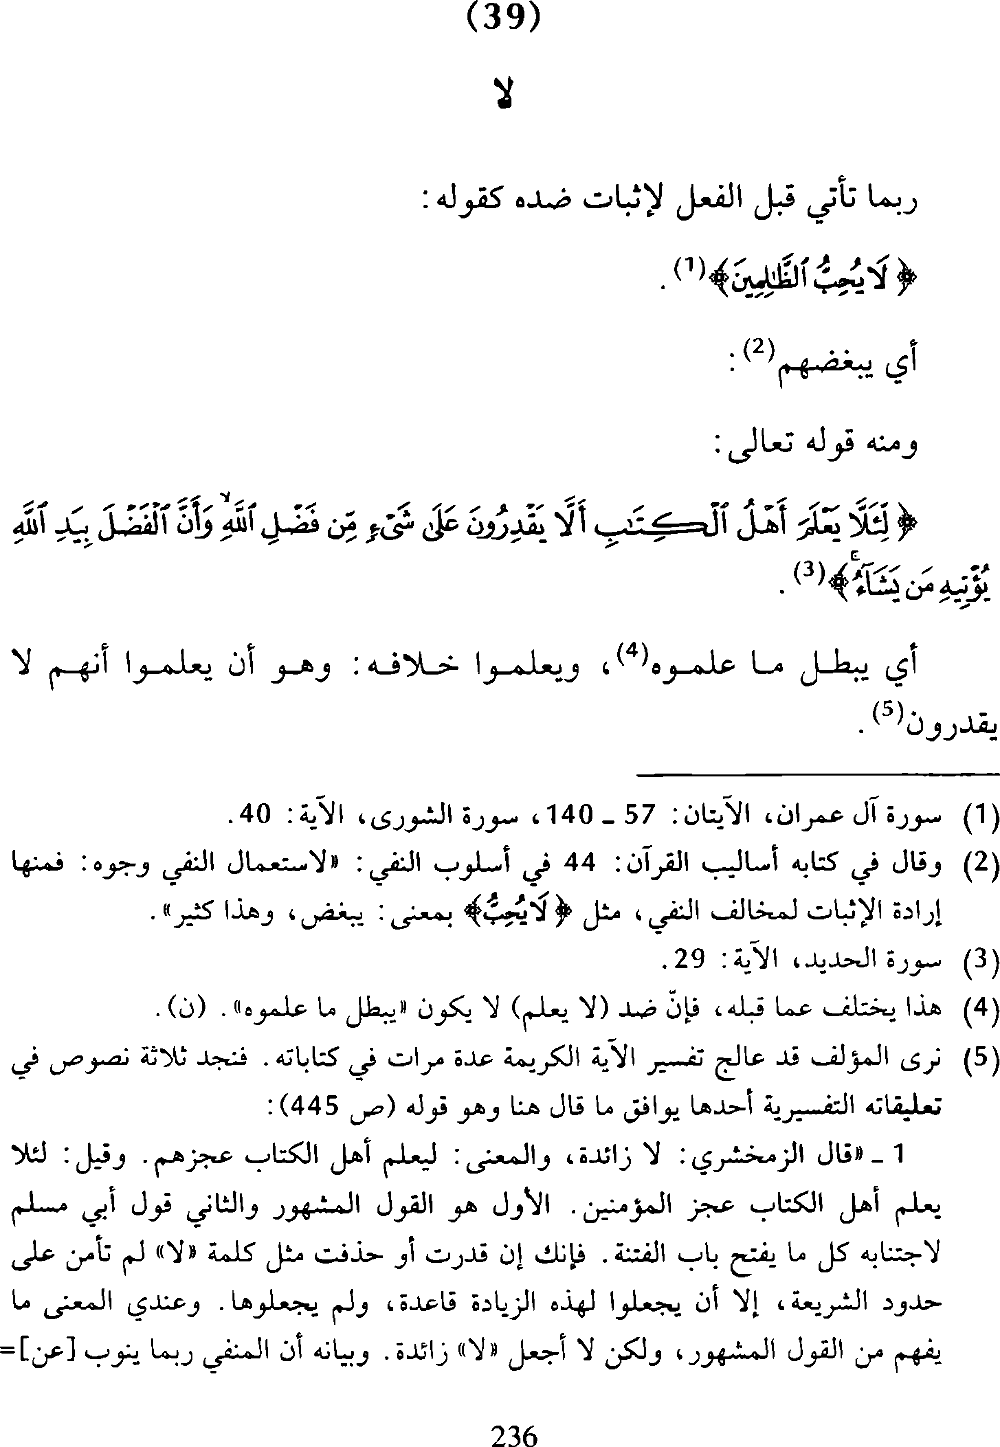 (39)
لا
ربما تأتي قبل الفعل لإثبات ضده كقوله:
﴿لَا يُحِبُّ ٱلظَّٰلِمِينَ﴾(1).
أي يبغضهم(2):
ومنه قوله تعالى:
﴿لِّئَلَّا يَعْلَمَ أَهْلُ ٱلْكِتَٰبِ أَلَّا يَقْدِرُونَ عَلَىٰ شَىْءٍ مِّن فَضْلِ ٱللَّهِ ۙ وَأَنَّ ٱلْفَضْلَ بِيَدِ ٱللَّهِ
يُؤْتِيهِ مَن يَشَآءُ ۚ﴾(3).
أي يبطل ما علموه(4)، ويعلموا خلافه: وهو أن يعلموا أنهم لا
يقدرون(5).
(1) سورة آل عمران، الآيتان: 57 ـ 140، سورة الشورى، الآية: 40.
(2) وقال في كتابه أساليب القرآن: 44 في أسلوب النفي: «لاستعمال النفي وجوه: فمنها
إرادة الإثبات لمخالف النفي، مثل ﴿لَا يُحِبُّ﴾ بمعنى: يبغض، وهذا كثير».
(3) سورة الحديد، الآية: 29.
(4) هذا يختلف عما قبله، فإنّ ضد (لا يعلم) لا يكون «يبطل ما علموه». (ن).
(5) نرى المؤلف قد عالج تفسير الآية الكريمة عدة مرات في كتاباته. فنجد ثلاثة نصوص في
تعليقاته التفسيرية أحدها يوافق ما قال هنا وهو قوله (ص 445):
1 ـ «قال الزمخشري: لا زائدة، والمعنى: ليعلم أهل الكتاب عجزهم. وقيل: لئلا
يعلم أهل الكتاب عجز المؤمنين. الأول هو القول المشهور والثاني قول أبي مسلم
لاجتنابه كل ما يفتح باب الفتنة. فإنك إن قدرت أو حذفت مثل كلمة «لا» لم تأمن على
حدود الشريعة، إلا أن يجعلوا لهذه الزيادة قاعدة، ولم يجعلوها. وعندي المعنى ما
يفهم من القول المشهور، ولكن لا أجعل «لا» زائدة. وبيانه أن المنفي ربما ينوب [عن]=
236